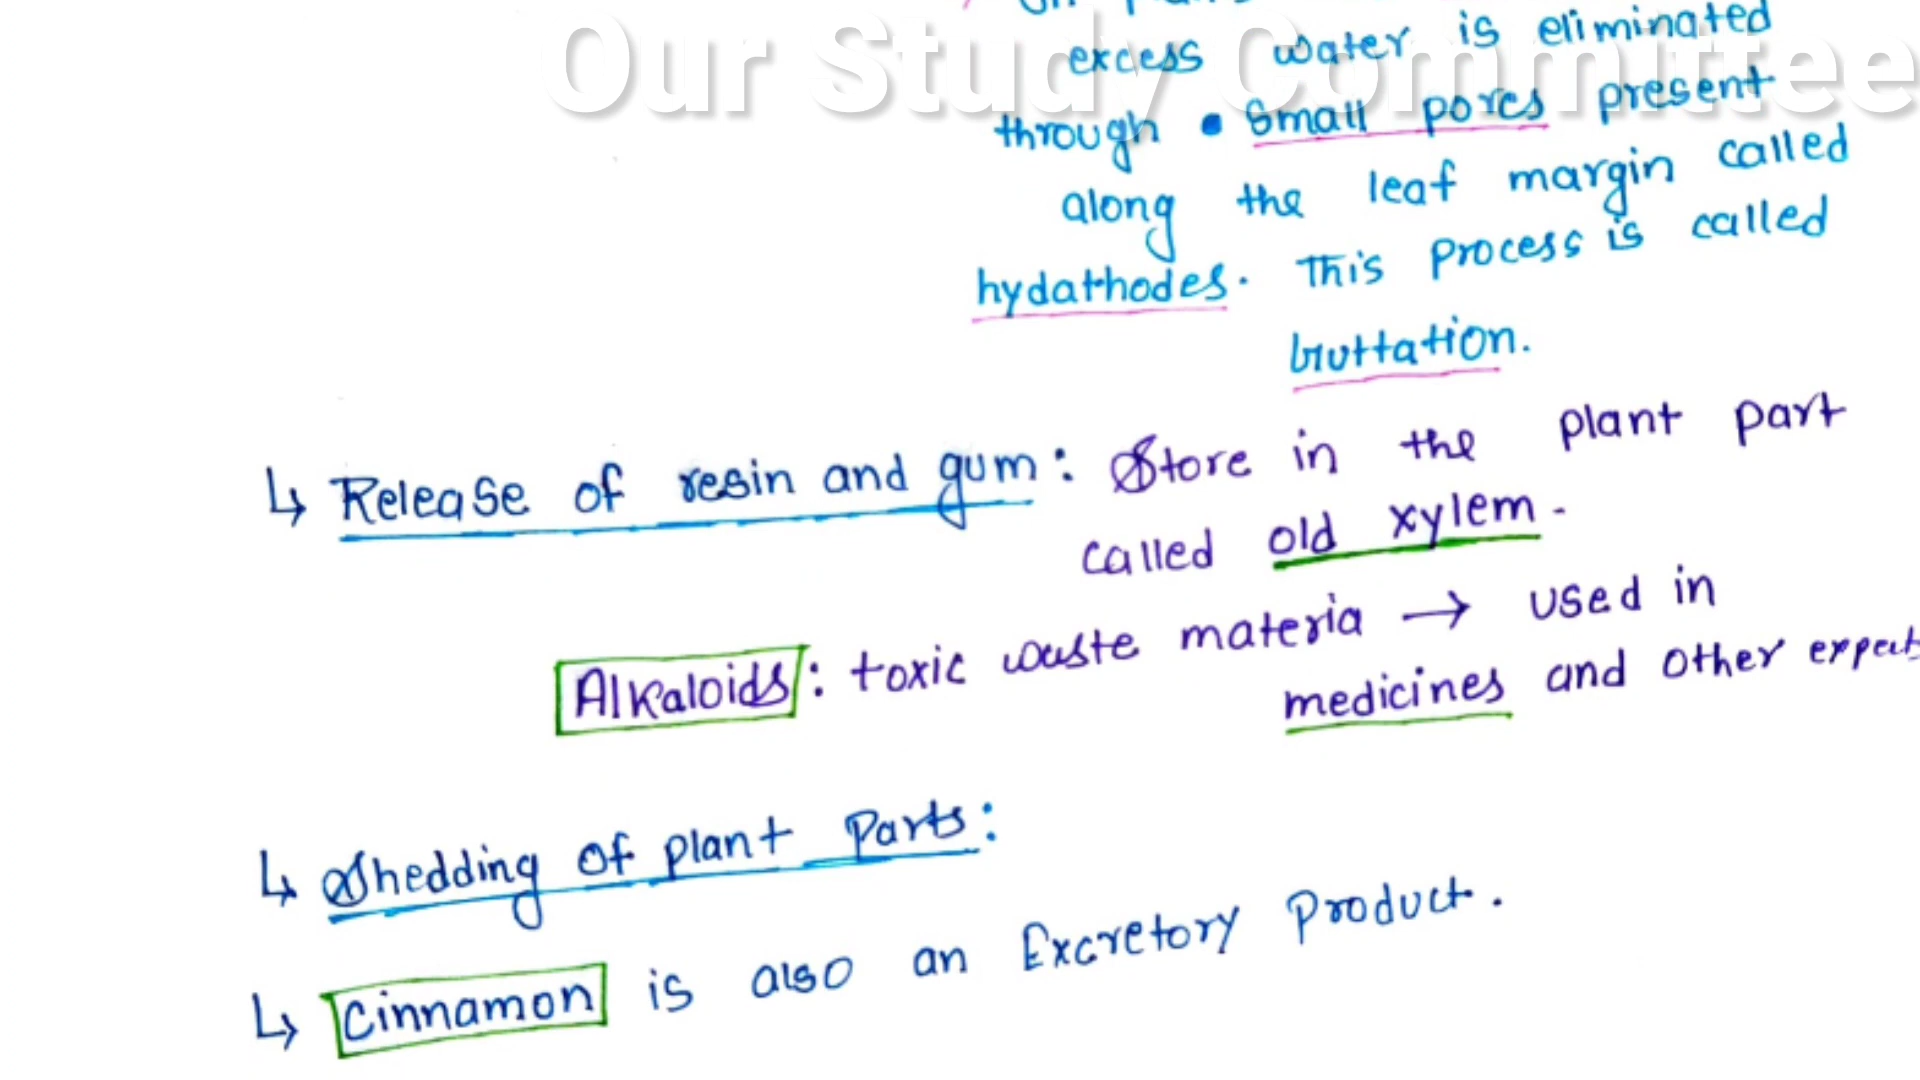 Our Study Committee
excess water is eliminated
through • Small pores present
along the leaf margin called
hydathodes. This process is called
Guttation.
↳ Release of resin and gum: Store in the plant part
called old xylem.
Alkaloids: toxic waste materia → used in
medicines and other
↳ Shedding of plant Parts:
↳ Cinnamon is also an Excretory Product.